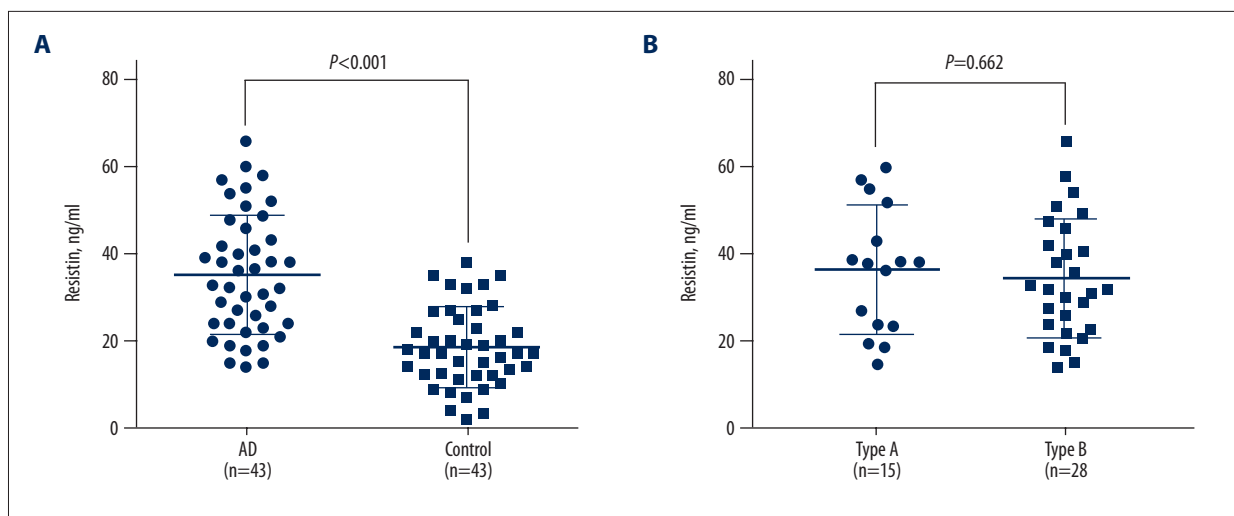 A
P<0.001
80
60
40
20
0
Resistin, ng/ml
AD
(n=43)
Control
(n=43)
B
P=0.662
80
60
40
20
0
Resistin, ng/ml
Type A
(n=15)
Type B
(n=28